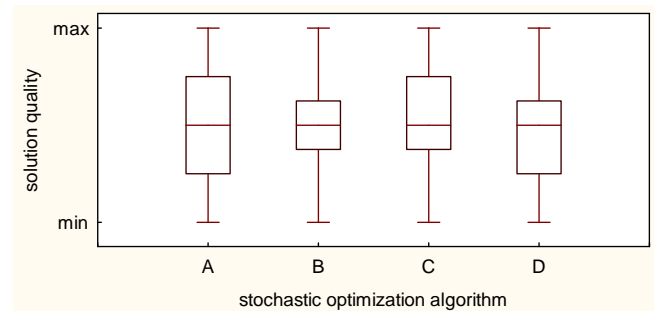 max
solution quality
min
A B C D
stochastic optimization algorithm